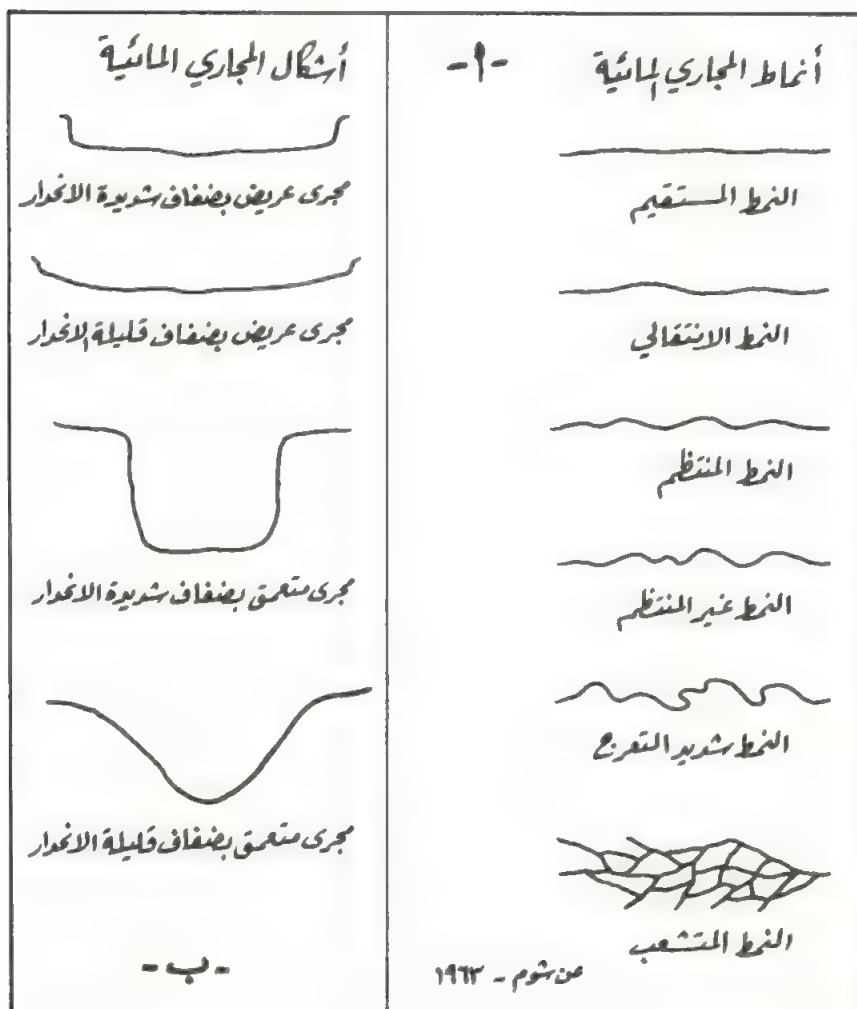 أنماط المجاري المائية
-أ-
النمط المستقيم
النمط الانتقالي
النمط المنتظم
النمط غير المنتظم
النمط شديد التعرج
النمط المتشعب
عن شوم - ١٩٦٣
أشكال المجاري المائية
مجرى عريض بضفاف شديدة الانحدار
مجرى عريض بضفاف قليلة الانحدار
مجرى متعمق بضفاف شديدة الانحدار
مجرى متعمق بضفاف قليلة الانحدار
-ب-